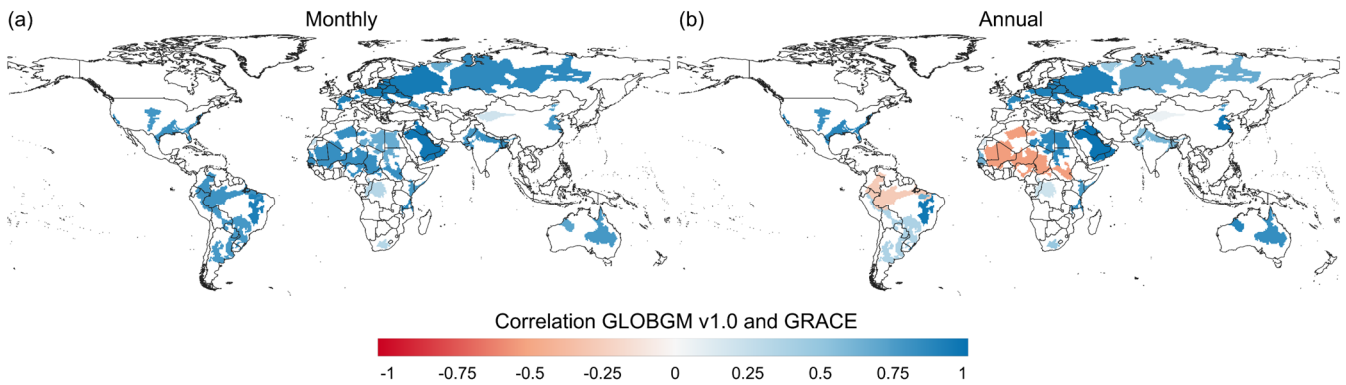 (a) Monthly (b) Annual
Correlation GLOBGM v1.0 and GRACE
-1 -0.75 -0.5 -0.25 0 0.25 0.5 0.75 1